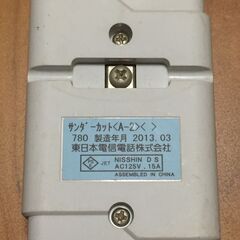 サンダーカット<A-2>< >
780 製造年月 2013.03
東日本電信電話株式会社
JET NISSHIN D S
AC125V, 15A
ASSEMBLED IN CHINA